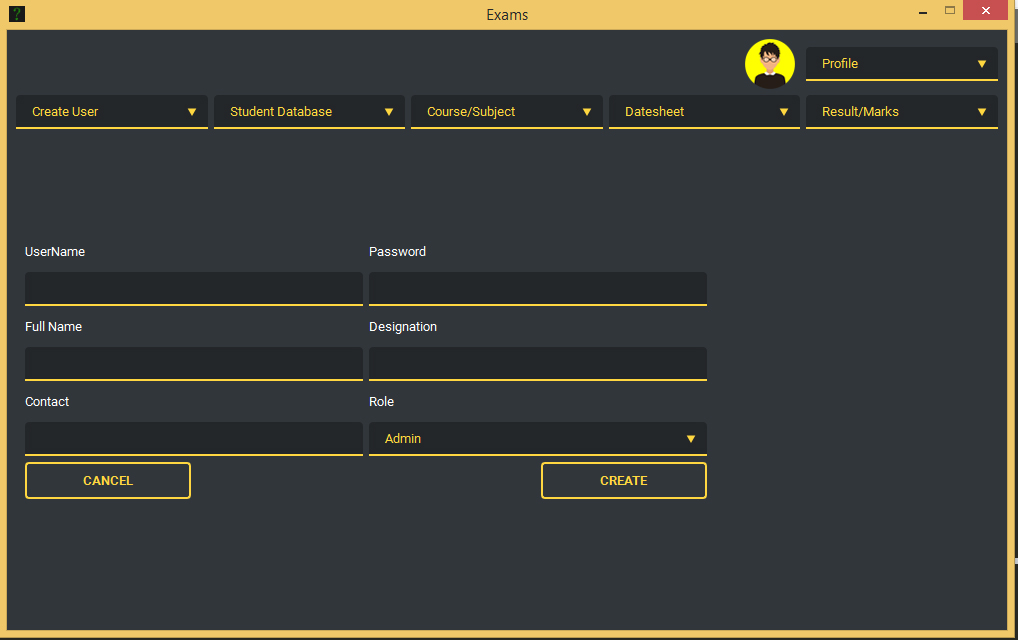 Exams
Profile
Create User Student Database Course/Subject Datesheet Result/Marks
UserName Password
Full Name Designation
Contact Role
Admin
CANCEL CREATE